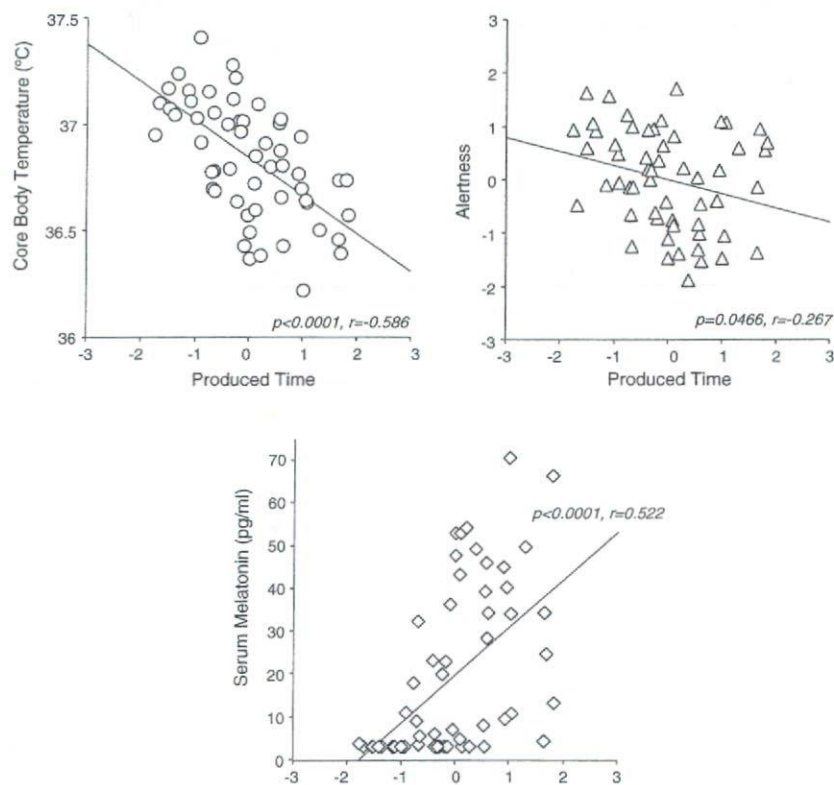 37.5
37
36.5
36
Core Body Temperature (ºC)
p<0.0001, r=-0.586
-3 -2 -1 0 1 2 3
Produced Time
3
2
1
0
-1
-2
-3
Alertness
p=0.0466, r=-0.267
-3 -2 -1 0 1 2 3
Produced Time
70
60
50
40
30
20
10
0
Serum Melatonin (pg/ml)
p<0.0001, r=0.522
-3 -2 -1 0 1 2 3